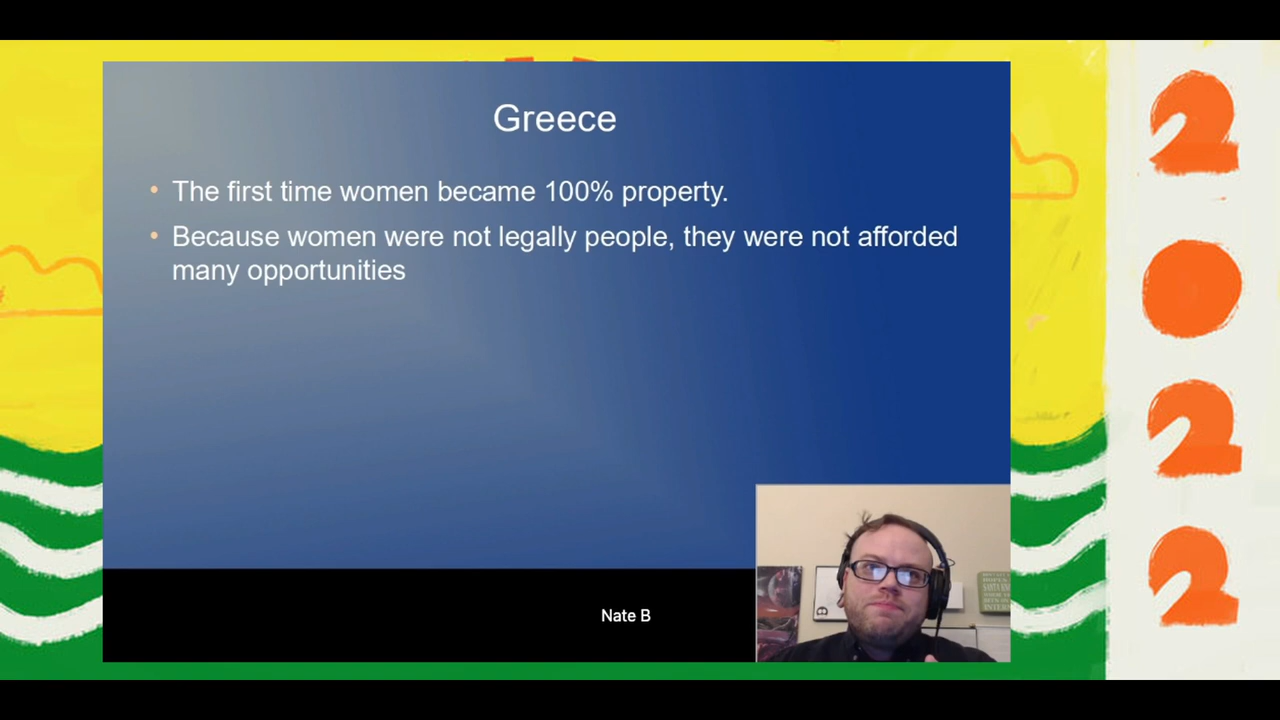 Greece
• The first time women became 100% property.
• Because women were not legally people, they were not afforded
many opportunities
Nate B
2
0
2
2